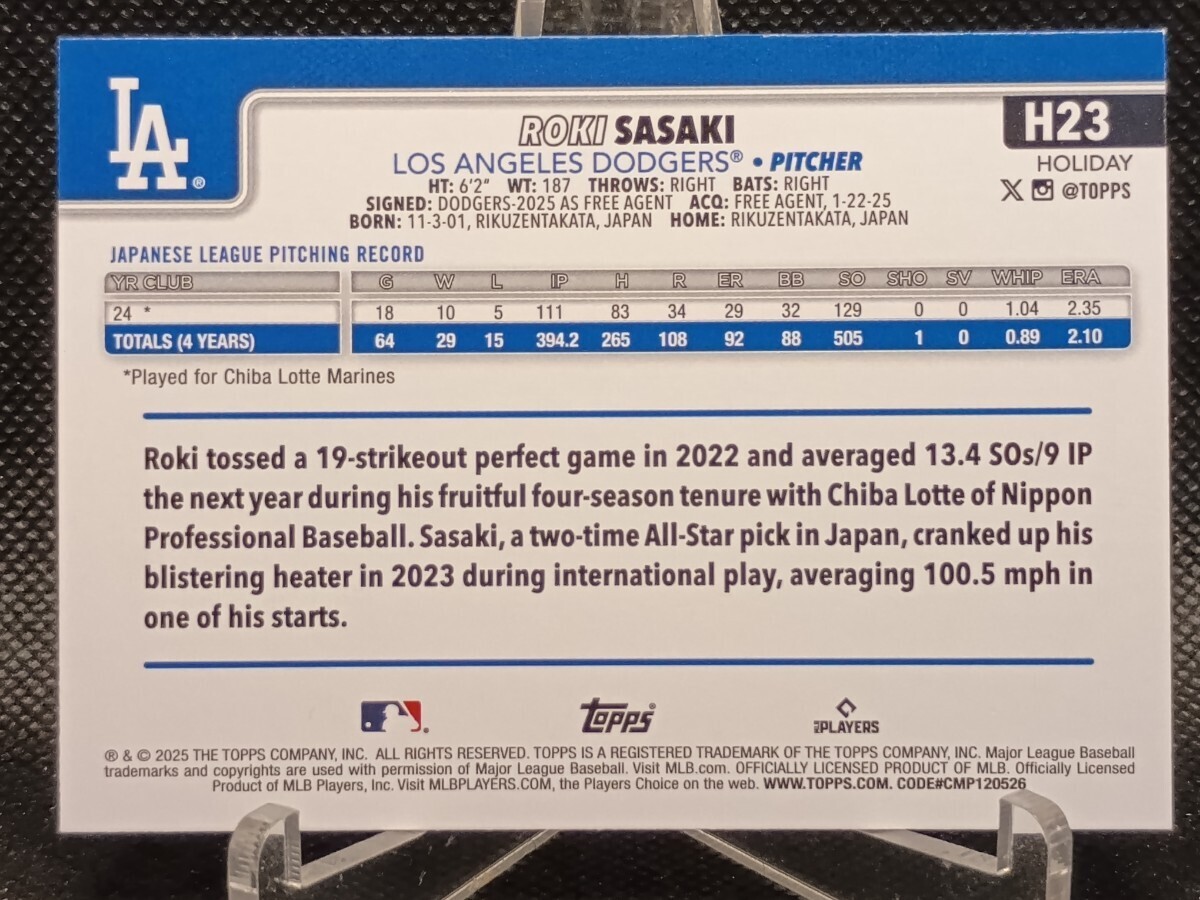 LA®
ROKI SASAKI
H23
LOS ANGELES DODGERS® • PITCHER
HOLIDAY
HT: 6'2" WT: 187 THROWS: RIGHT BATS: RIGHT
@TOPPS
SIGNED: DODGERS-2025 AS FREE AGENT ACQ: FREE AGENT, 1-22-25
BORN: 11-3-01, RIKUZENTAKATA, JAPAN HOME: RIKUZENTAKATA, JAPAN
JAPANESE LEAGUE PITCHING RECORD
YR CLUB G W L IP H R ER BB SO SHO SV WHIP ERA
24 * 18 10 5 111 83 34 29 32 129 0 0 1.04 2.35
TOTALS (4 YEARS) 64 29 15 394.2 265 108 92 88 505 1 0 0.89 2.10
*Played for Chiba Lotte Marines
Roki tossed a 19-strikeout perfect game in 2022 and averaged 13.4 SOs/9 IP
the next year during his fruitful four-season tenure with Chiba Lotte of Nippon
Professional Baseball. Sasaki, a two-time All-Star pick in Japan, cranked up his
blistering heater in 2023 during international play, averaging 100.5 mph in
one of his starts.
Topps
MLB PLAYERS
® & © 2025 THE TOPPS COMPANY, INC. ALL RIGHTS RESERVED. TOPPS IS A REGISTERED TRADEMARK OF THE TOPPS COMPANY, INC. Major League Baseball
trademarks and copyrights are used with permission of Major League Baseball. Visit MLB.com. OFFICIALLY LICENSED PRODUCT OF MLB. Officially Licensed
Product of MLB Players, Inc. Visit MLBPLAYERS.COM, the Players Choice on the web. WWW.TOPPS.COM. CODE#CMP120526